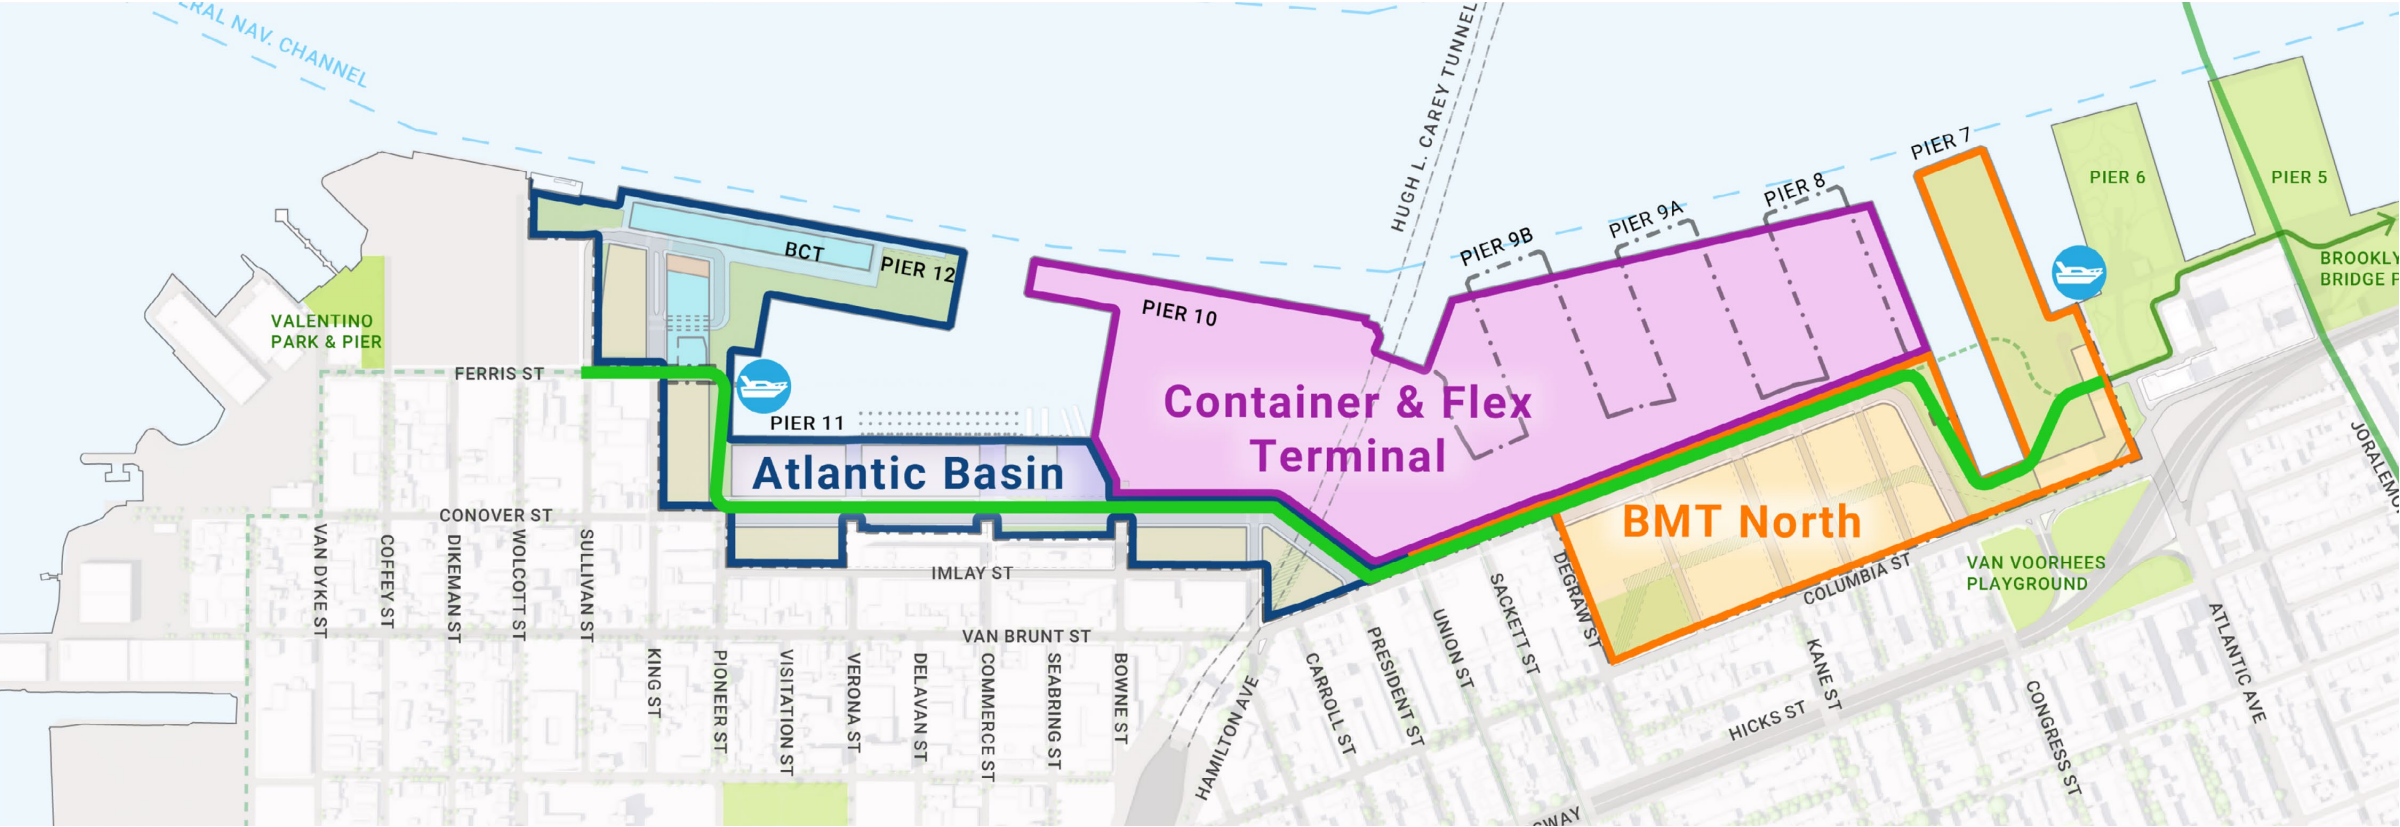 ERAL NAV. CHANNEL
HUGH L. CAREY TUNNEL
PIER 7
PIER 6
PIER 5
PIER 8
PIER 9A
PIER 9B
BCT
PIER 12
PIER 10
BROOKLY
BRIDGE P
VALENTINO
PARK & PIER
FERRIS ST
PIER 11
Container & Flex
Terminal
Atlantic Basin
BMT North
CONOVER ST
VAN DYKE ST
COFFEY ST
DIKEMAN ST
WOLCOTT ST
SULLIVAN ST
IMLAY ST
VAN BRUNT ST
KING ST
PIONEER ST
VISITATION ST
VERONA ST
DELAVAN ST
COMMERCE ST
SEABRING ST
BOWNE ST
HAMILTON AVE
CARROLL ST
PRESIDENT ST
UNION ST
SACKETT ST
DEGRAW ST
COLUMBIA ST
VAN VOORHEES
PLAYGROUND
KANE ST
HICKS ST
CONGRESS ST
ATLANTIC AVE
JORALEMO
WAY